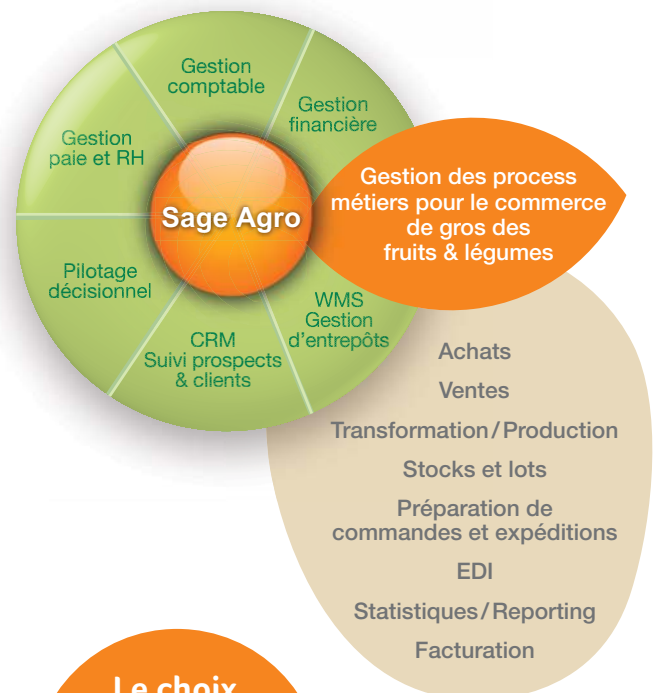 Gestion
comptable
Gestion
financière
Gestion
paie et RH
Sage Agro
Gestion des process
métiers pour le commerce
de gros des
fruits & légumes
Pilotage
décisionnel
WMS
Gestion
d'entrepôts
CRM
Suivi prospects
& clients
Achats
Ventes
Transformation/Production
Stocks et lots
Préparation de
commandes et expéditions
EDI
Statistiques/Reporting
Facturation
Le choix